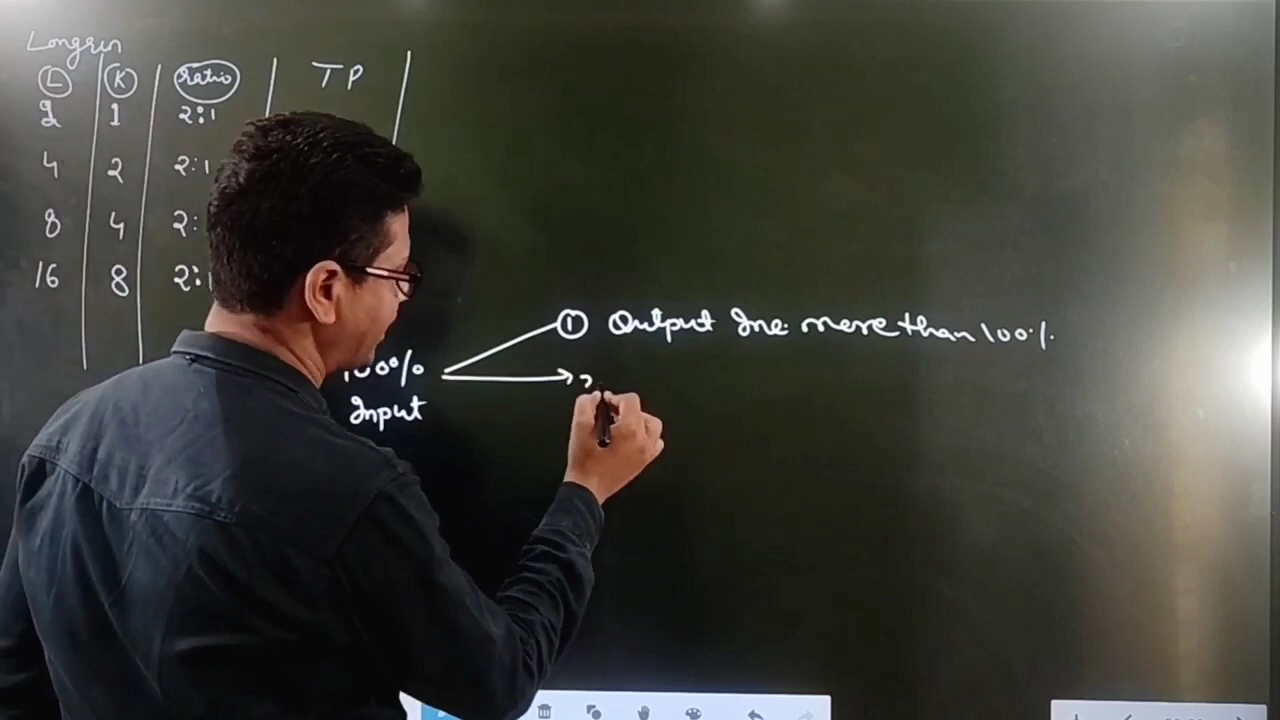 Longrun
L K ratio TP
2 1 2:1
4 2 2:1
8 4 2:
16 8 2:1
① Output Inc. more than 100%.
100%
Input